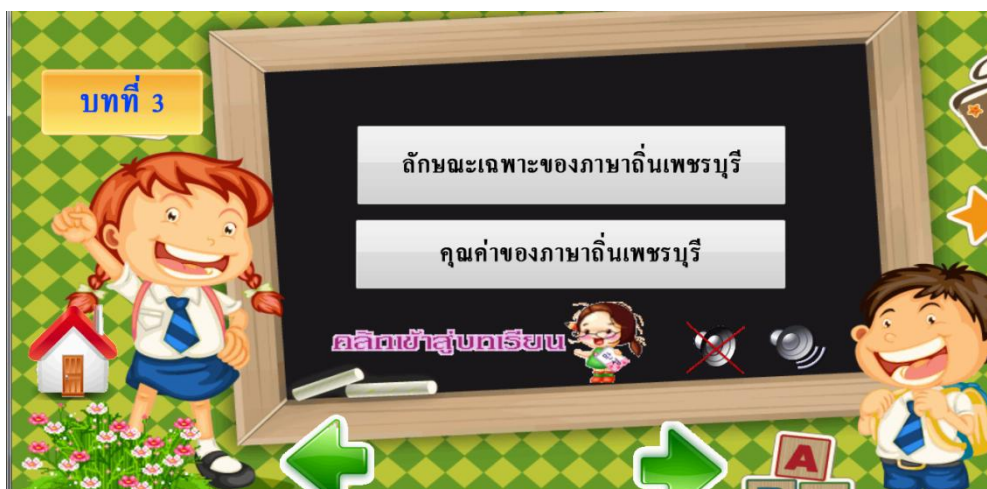 บทที่ 3
ลักษณะเฉพาะของภาษาถิ่นเพชรบุรี
คุณค่าของภาษาถิ่นเพชรบุรี
คลิกเข้าสู่บทเรียน
A